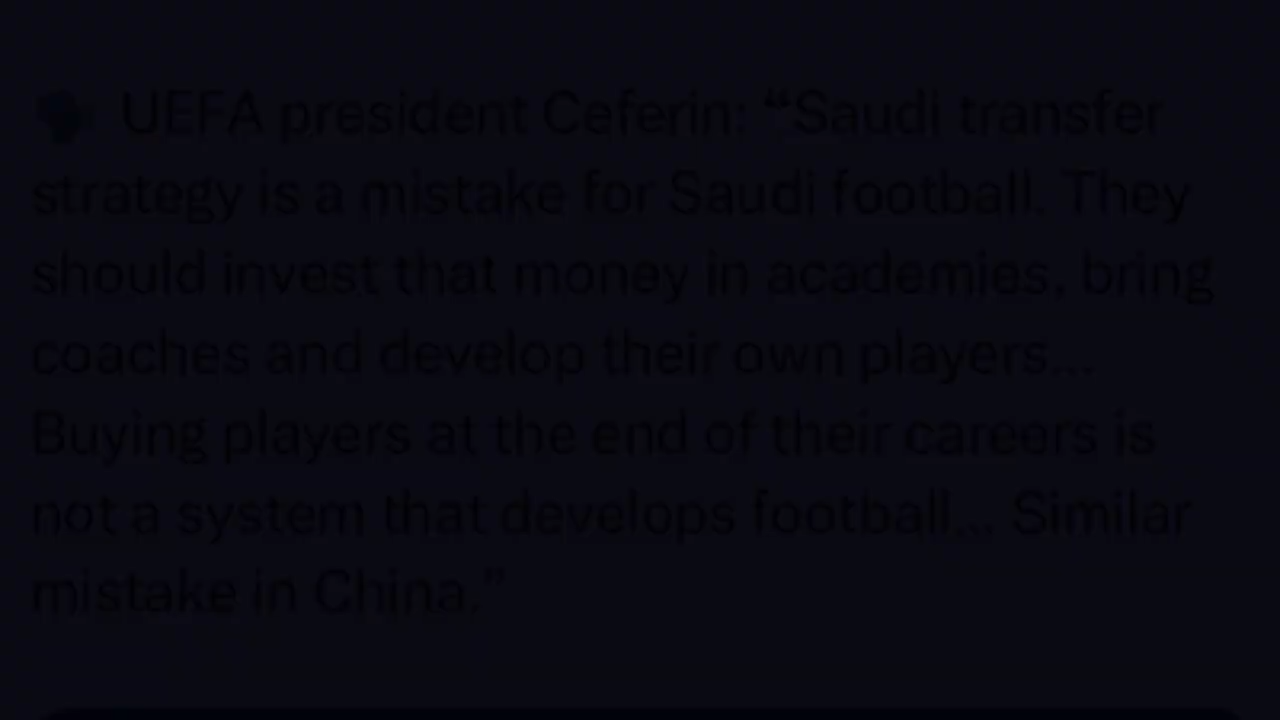 🗣 UEFA president Ceferin: “Saudi transfer
strategy is a mistake for Saudi football. They
should invest that money in academies, bring
coaches and develop their own players...
Buying players at the end of their careers is
not a system that develops football... Similar
mistake in China.”